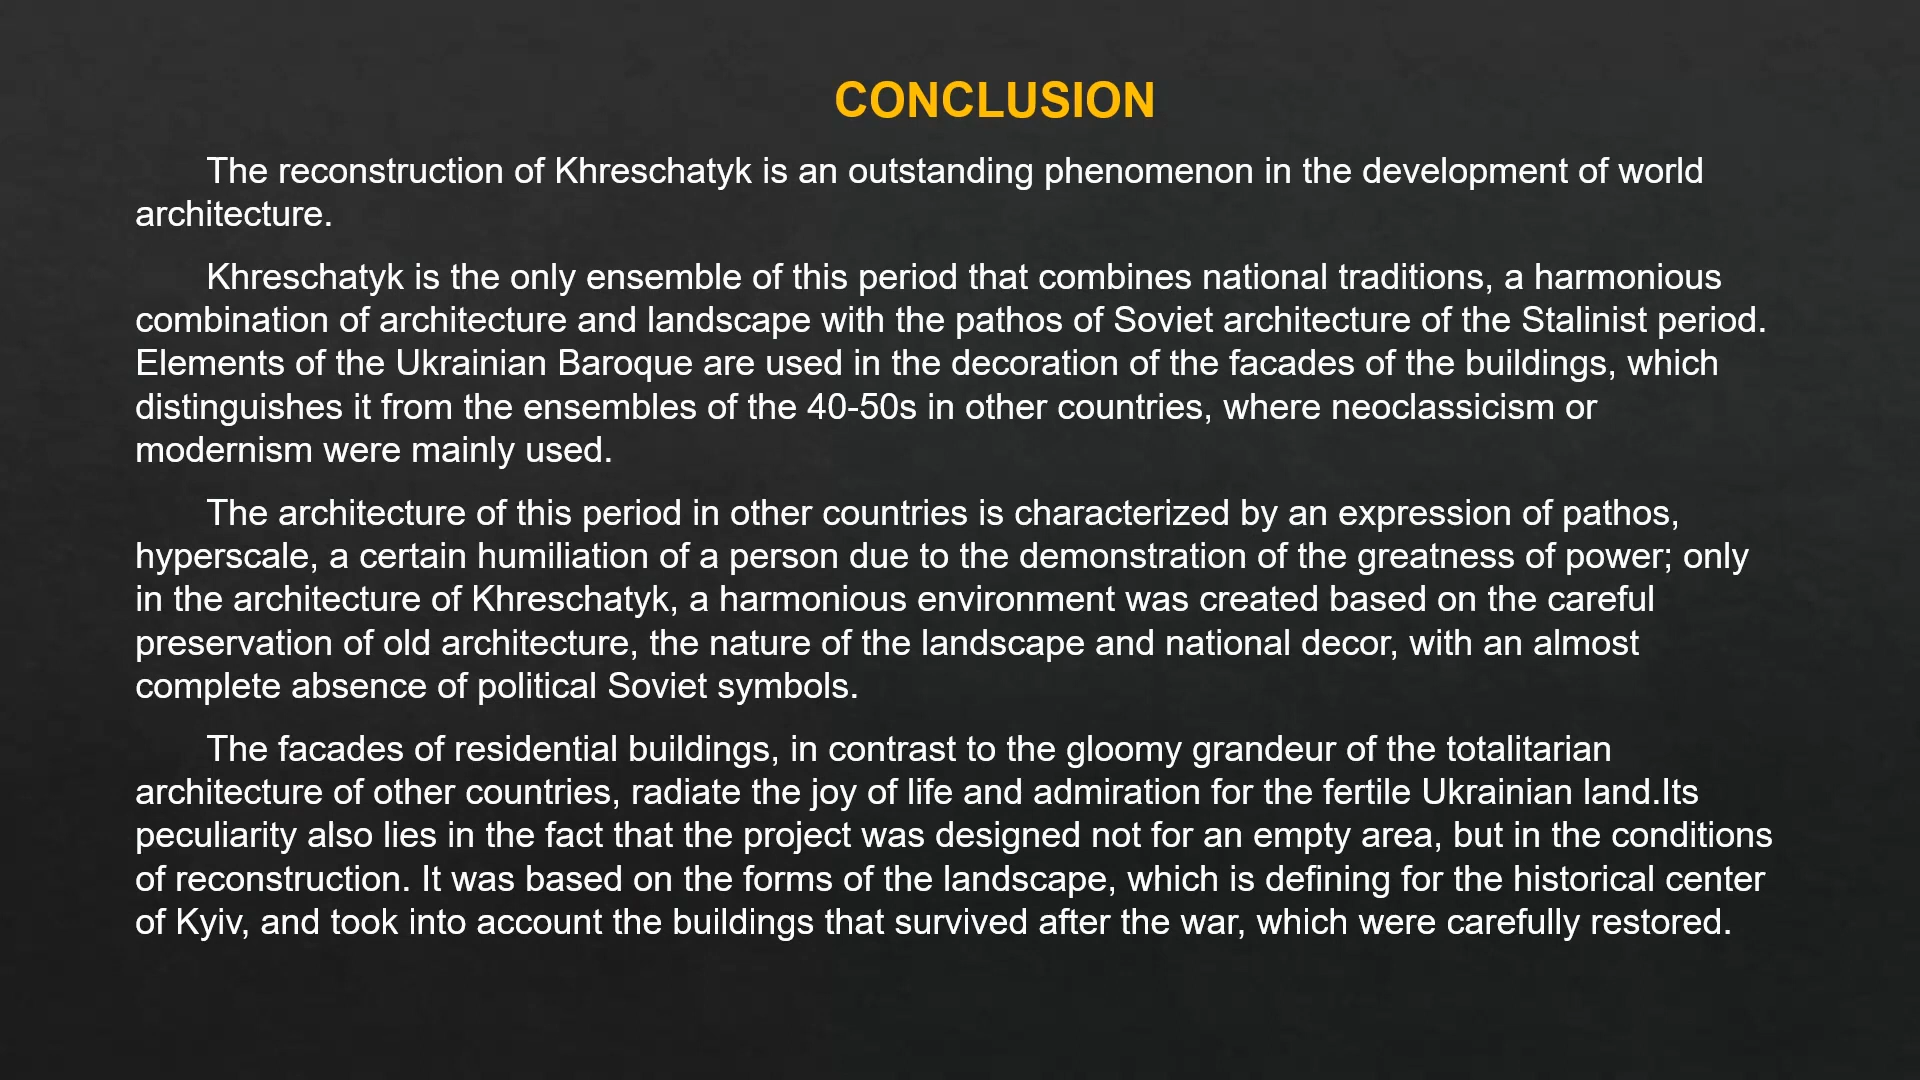 CONCLUSION
The reconstruction of Khreschatyk is an outstanding phenomenon in the development of world
architecture.
Khreschatyk is the only ensemble of this period that combines national traditions, a harmonious
combination of architecture and landscape with the pathos of Soviet architecture of the Stalinist period.
Elements of the Ukrainian Baroque are used in the decoration of the facades of the buildings, which
distinguishes it from the ensembles of the 40-50s in other countries, where neoclassicism or
modernism were mainly used.
The architecture of this period in other countries is characterized by an expression of pathos,
hyperscale, a certain humiliation of a person due to the demonstration of the greatness of power; only
in the architecture of Khreschatyk, a harmonious environment was created based on the careful
preservation of old architecture, the nature of the landscape and national decor, with an almost
complete absence of political Soviet symbols.
The facades of residential buildings, in contrast to the gloomy grandeur of the totalitarian
architecture of other countries, radiate the joy of life and admiration for the fertile Ukrainian land.Its
peculiarity also lies in the fact that the project was designed not for an empty area, but in the conditions
of reconstruction. It was based on the forms of the landscape, which is defining for the historical center
of Kyiv, and took into account the buildings that survived after the war, which were carefully restored.